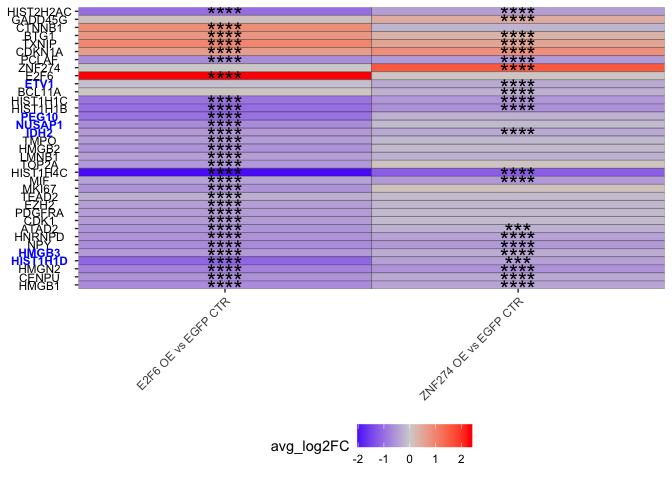 HIST2H2AC **** ****
GADD45G ****
CTNNB1 ****
BTG1 **** ****
TXNIP **** ****
CDKN1A **** ****
PCLAF **** ****
ZNF274 ****
E2F6 ****
ETV1 ****
BCL11A ****
HIST1H1C **** ****
HIST1H1B **** ****
PEG10 ****
NUSAP1 ****
IDH2 **** ****
TMPO ****
HMGB2 ****
LMNB1 ****
TOP2A ****
HIST1H4C **** ****
MIF **** ****
MKI67 ****
TEAD2 ****
EZH2 ****
PDGFRA ****
CDK1 ****
ATAD2 **** ***
HNRNPD **** ****
NPY **** ****
HMGB3 **** ****
HIST1H1D **** ***
HMGN2 **** ****
CENPU **** ****
HMGB1 **** ****
E2F6 OE vs EGFP CTR
ZNF274 OE vs EGFP CTR
avg_log2FC
-2 -1 0 1 2